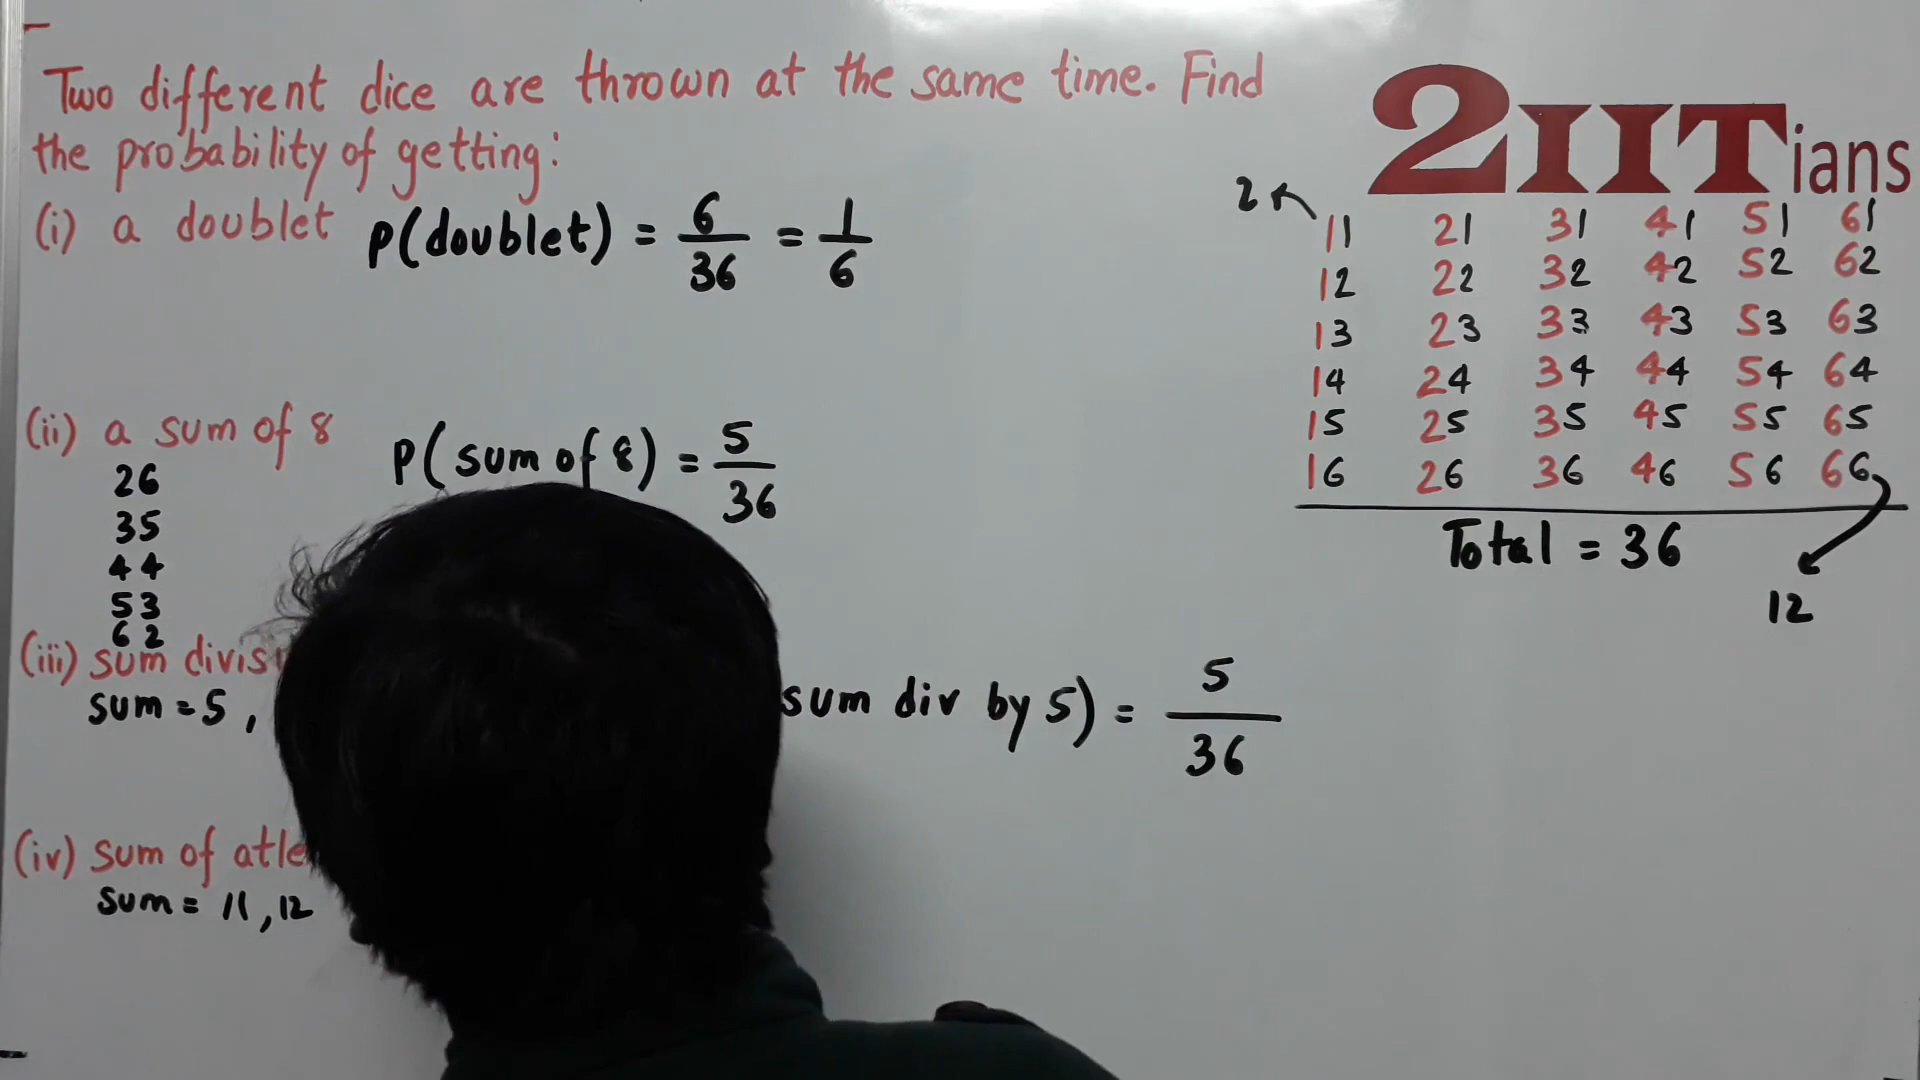 Two different dice are thrown at the same time. Find
the probability of getting:
(i) a doublet P(doublet) = 6/36 = 1/6
(ii) a sum of 8 P(sum of 8) = 5/36
26
35
44
53
62
(iii) sum divis
sum = 5, sum div by 5) = 5/36
(iv) sum of atle
sum = 11, 12
2IITians
2
11 21 31 41 51 61
12 22 32 42 52 62
13 23 33 43 53 63
14 24 34 44 54 64
15 25 35 45 55 65
16 26 36 46 56 66
Total = 36
12